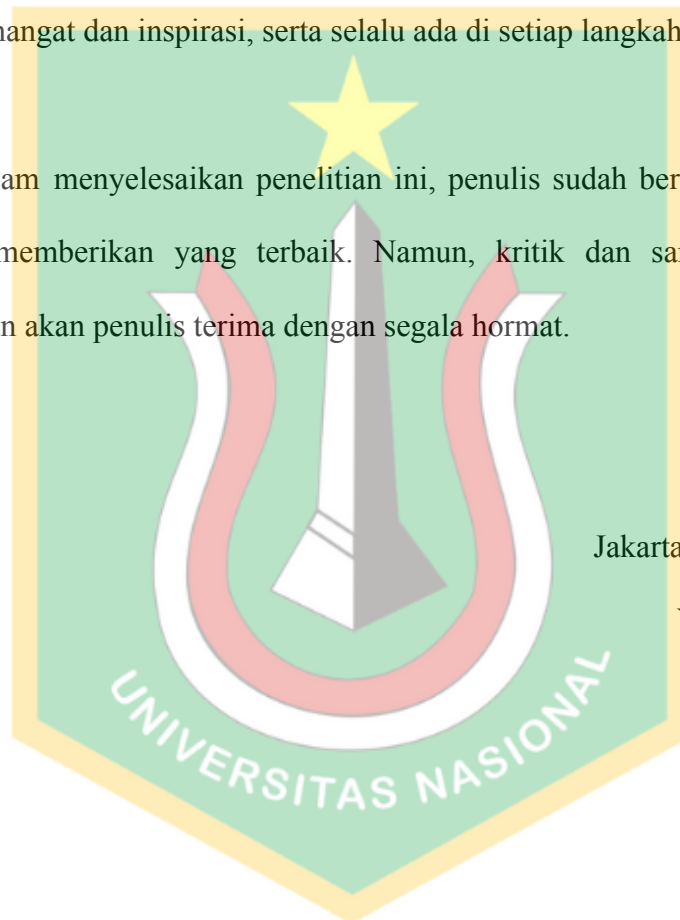 angat dan inspirasi, serta selalu ada di setiap langkah
am menyelesaikan penelitian ini, penulis sudah ber
memberikan yang terbaik. Namun, kritik dan sa
n akan penulis terima dengan segala hormat.
Jakarta
UNIVERSITAS NASIONAL